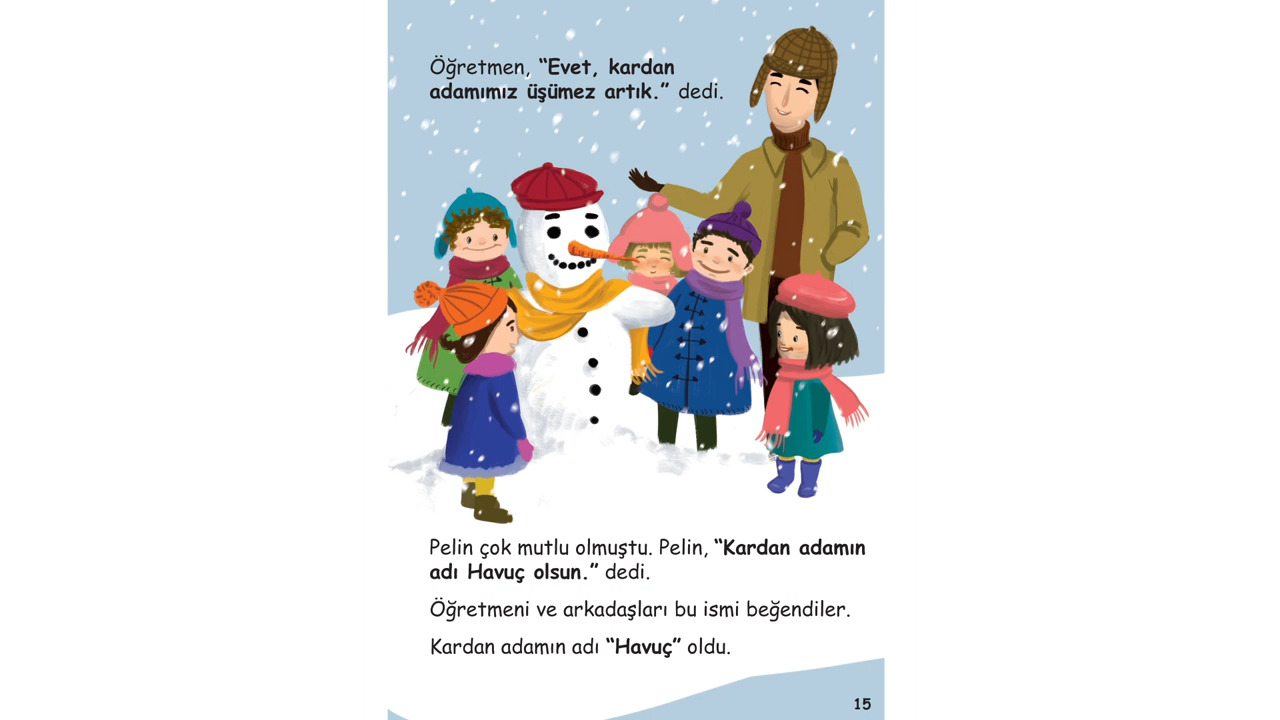 Öğretmen, “Evet, kardan
adamımız üşümez artık.” dedi.
Pelin çok mutlu olmuştu. Pelin, “Kardan adamın
adı Havuç olsun.” dedi.
Öğretmeni ve arkadaşları bu ismi beğendiler.
Kardan adamın adı “Havuç” oldu.
15